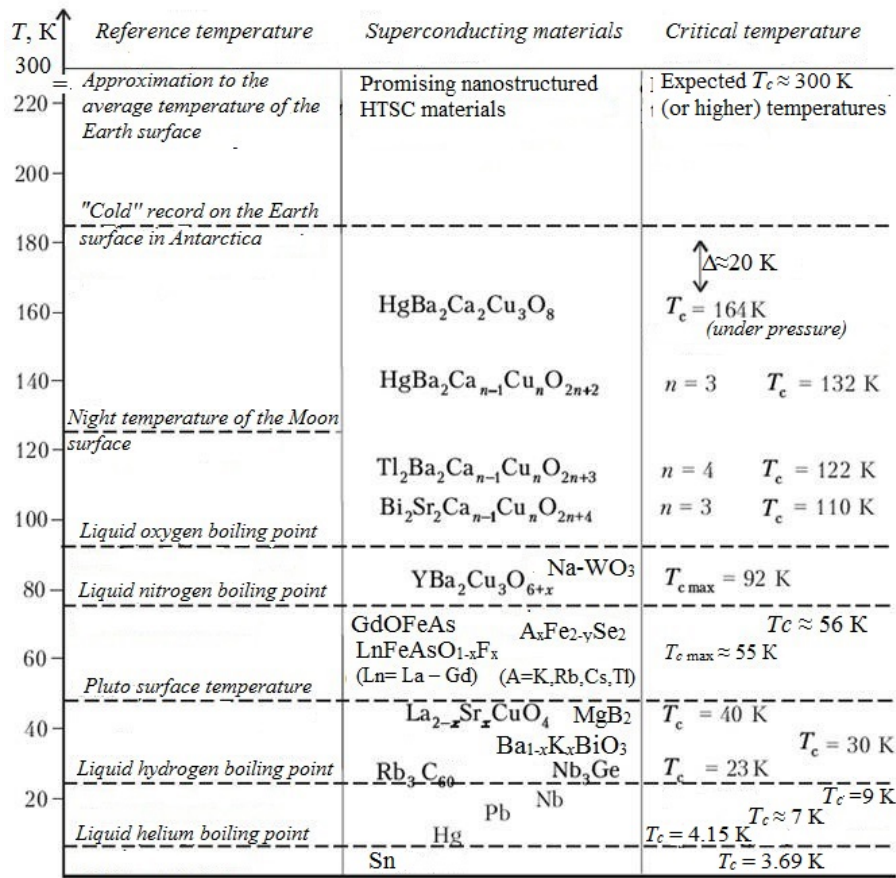 T, K Reference temperature Superconducting materials Critical temperature
300
= Approximation to the Promising nanostructured Expected Tc ≈ 300 K
220 average temperature of the HTSC materials (or higher) temperatures
Earth surface
200
"Cold" record on the Earth
surface in Antarctica
180
Δ≈20 K
160 HgBa₂Ca₂Cu₃O₈ Tc = 164 K
(under pressure)
140 HgBa₂Caₙ₋₁CuₙO₂ₙ₊₂ n = 3 Tc = 132 K
Night temperature of the Moon
surface
120
Tl₂Ba₂Caₙ₋₁CuₙO₂ₙ₊₃ n = 4 Tc = 122 K
100 Bi₂Sr₂Caₙ₋₁CuₙO₂ₙ₊₄ n = 3 Tc = 110 K
Liquid oxygen boiling point
80 Liquid nitrogen boiling point YBa₂Cu₃O₆₊ₓ Na-WO₃ Tc max = 92 K
GdOFeAs AₓFe₂₋ySe₂ Tc ≈ 56 K
60 LnFeAsO₁₋ₓFₓ Tc max ≈ 55 K
(Ln= La – Gd) (A=K,Rb,Cs,Tl)
Pluto surface temperature
40 La₂₋ₓSrₓCuO₄ MgB₂ Tc = 40 K
Ba₁₋ₓKₓBiO₃ Tc = 30 K
Liquid hydrogen boiling point Rb₃ C₆₀ Nb₃Ge Tc = 23 K
20 Nb Tc =9 K
Pb Tc ≈ 7 K
Liquid helium boiling point Hg Tc = 4.15 K
Sn Tc = 3.69 K